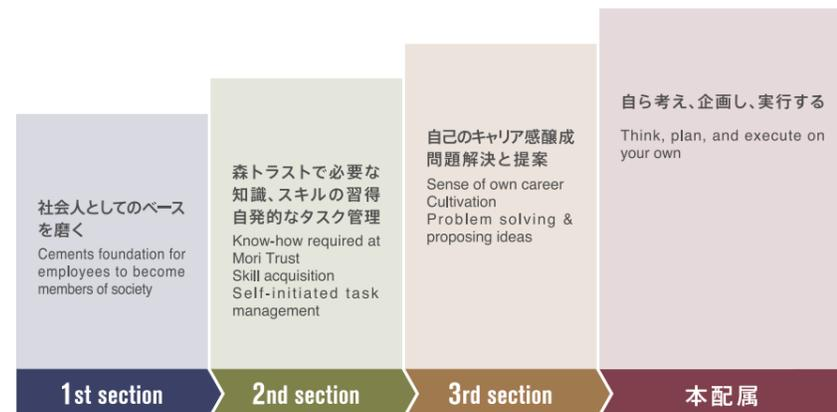 社会人としてのベース
を磨く
Cements foundation for
employees to become
members of society
森トラストで必要な
知識、スキルの習得
自発的なタスク管理
Know-how required at
Mori Trust
Skill acquisition
Self-initiated task
management
自己のキャリア感醸成
問題解決と提案
Sense of own career
Cultivation
Problem solving &
proposing ideas
自ら考え、企画し、実行する
Think, plan, and execute on
your own
1st section
2nd section
3rd section
本配属